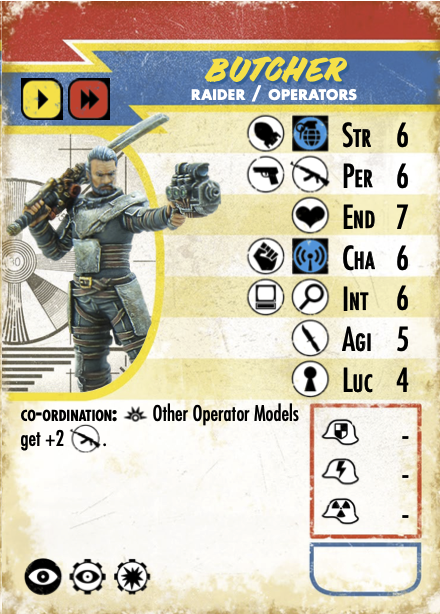 BUTCHER
RAIDER / OPERATORS
STR 6
PER 6
END 7
CHA 6
INT 6
AGI 5
LUC 4
CO-ORDINATION: Other Operator Models
get +2 .
-
-
-